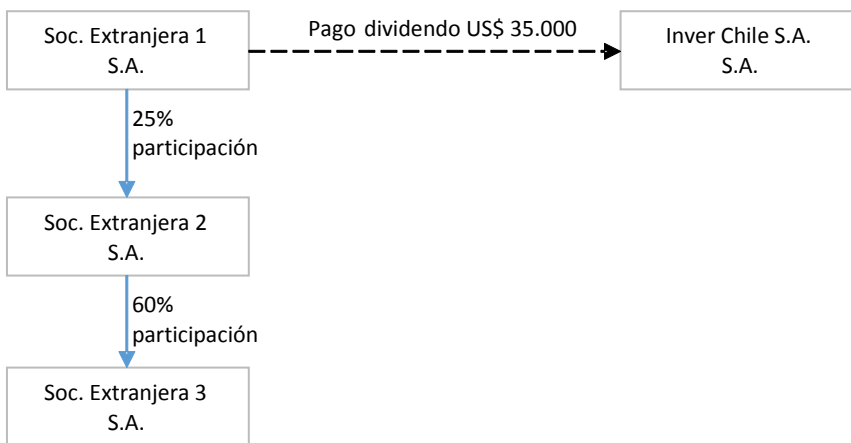 Soc. Extranjera 1
S.A.
Pago dividendo US$ 35.000
Inver Chile S.A.
S.A.
25%
participación
Soc. Extranjera 2
S.A.
60%
participación
Soc. Extranjera 3
S.A.